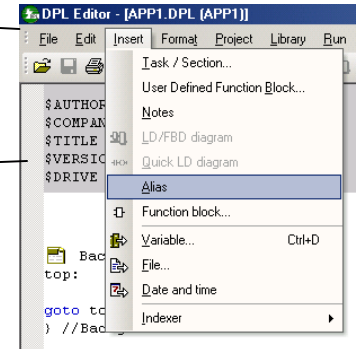 DPL Editor - [APP1.DPL (APP1)]
File Edit Insert Format Project Library Run
Task / Section...
User Defined Function Block...
$AUTHOR
Notes
$COMPAN
$TITLE
LD/FBD diagram
$VERSIO
Quick LD diagram
$DRIVE
Alias
Function block...
Variable... Ctrl+D
Bac
File...
top:
Date and time
goto to
Indexer
} //Bac